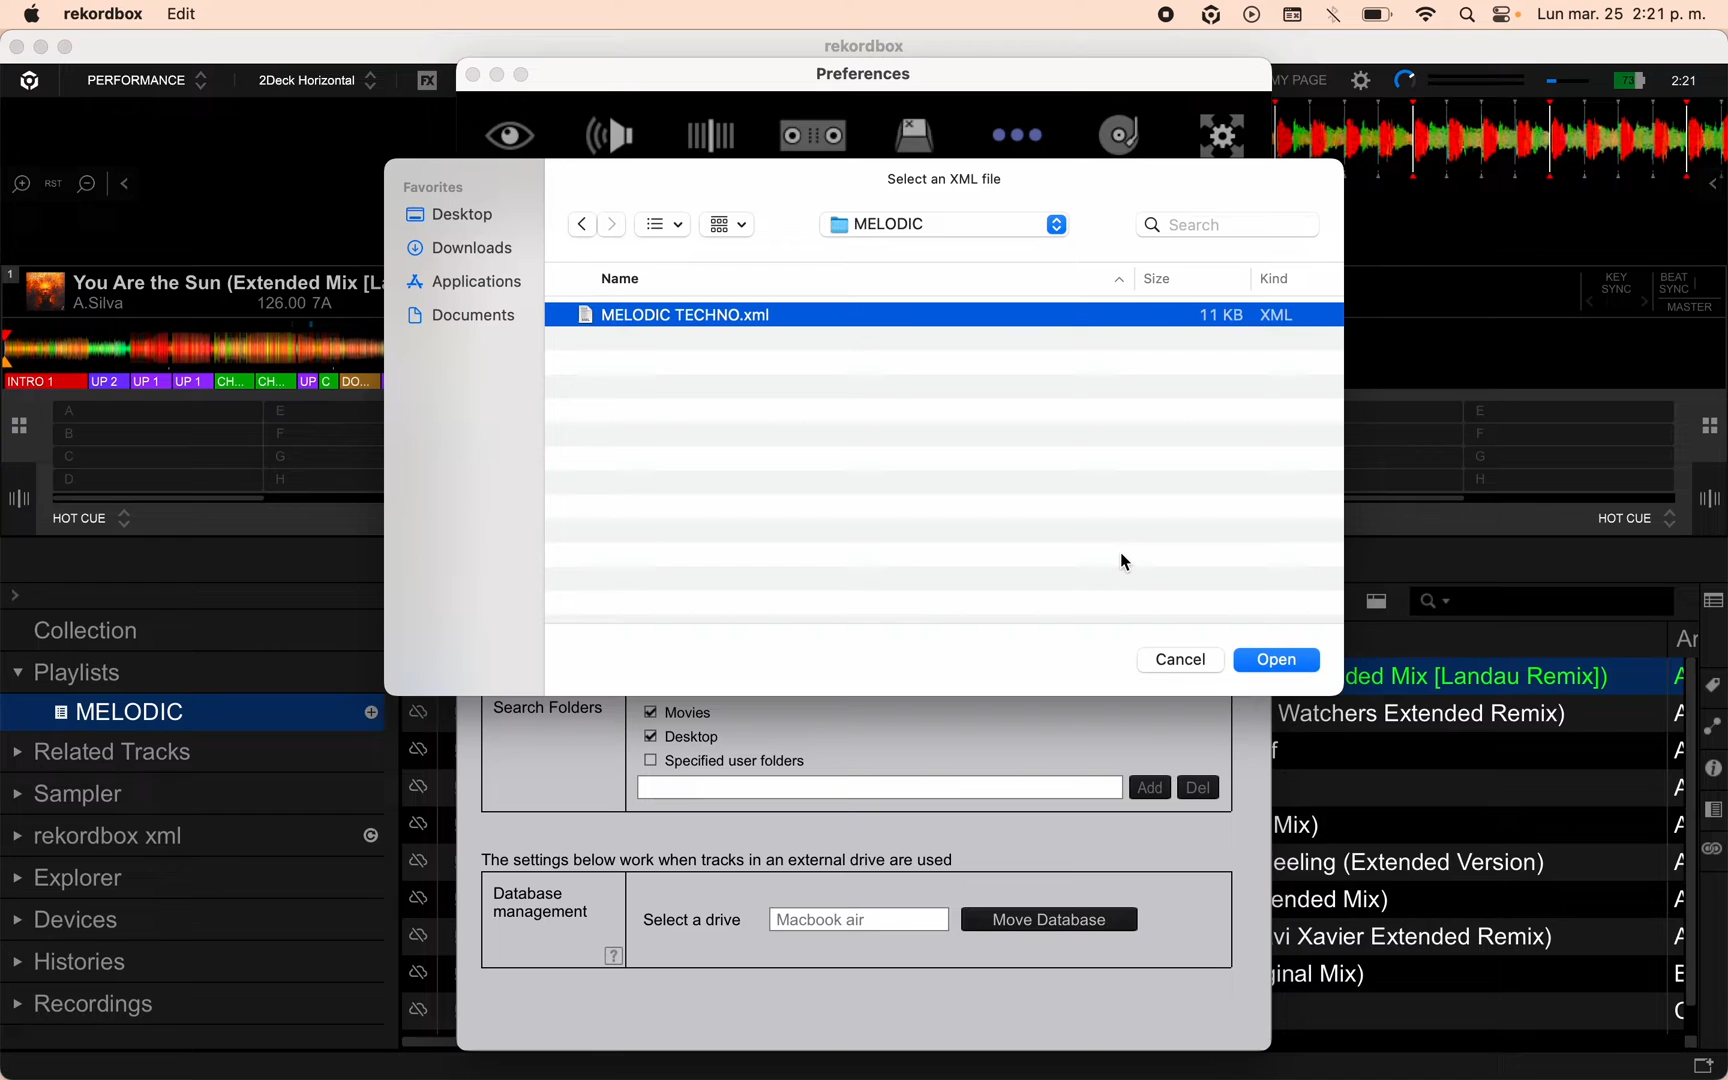 rekordbox Edit
Lun mar. 25 2:21 p. m.
rekordbox
PERFORMANCE 2Deck Horizontal FX
Preferences
MY PAGE 73 2:21
RST
Favorites
Desktop
Downloads
Applications
Documents
Select an XML file
MELODIC
Search
Name Size Kind
MELODIC TECHNO.xml 11 KB XML
Cancel Open
1 You Are the Sun (Extended Mix [L
A.Silva 126.00 7A
INTRO 1 UP 2 UP 1 UP 1 CH... CH... UP C DO...
A E
B F
C G
D H
HOT CUE
KEY SYNC
BEAT SYNC
MASTER
E
F
G
H
HOT CUE
Collection
Playlists
MELODIC
Related Tracks
Sampler
rekordbox xml
Explorer
Devices
Histories
Recordings
Search Folders
Movies
Desktop
Specified user folders
Add Del
The settings below work when tracks in an external drive are used
Database management
?
Select a drive Macbook air Move Database
Ar
ded Mix [Landau Remix])
Watchers Extended Remix)
f
Mix)
eeling (Extended Version)
ended Mix)
vi Xavier Extended Remix)
ginal Mix)